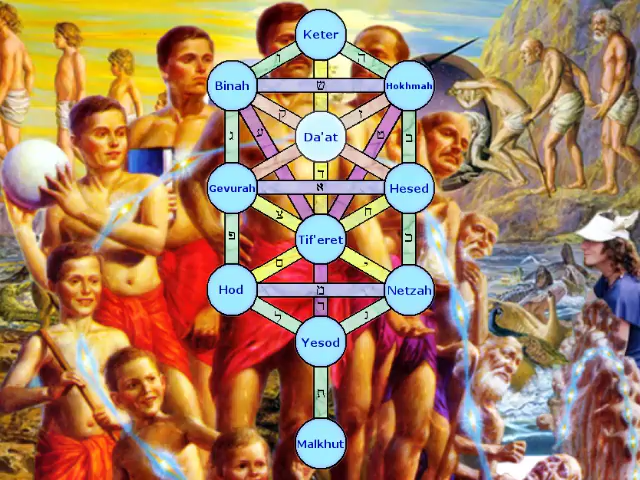 Keter
ו
ה
Binah
ש
Hokhmah
ק
ז
ג
ע
Da'at
ט
ב
ד
Gevurah
א
Hesed
צ
ח
פ
Tif'eret
כ
ס
י
Hod
מ
Netzah
ר
ל
נ
Yesod
ת
Malkhut